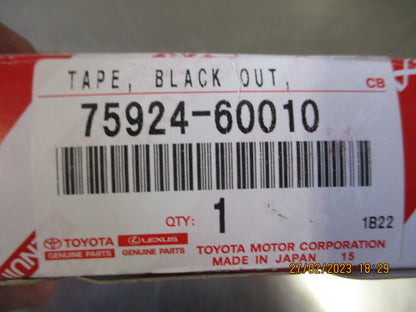 TAPE, BLACK OUT, CB
75924-60010
QTY: 1 1B22
TOYOTA LEXUS TOYOTA MOTOR CORPORATION
GENUINE PARTS GENUINE PARTS MADE IN JAPAN 15
27/02/2023 18:29